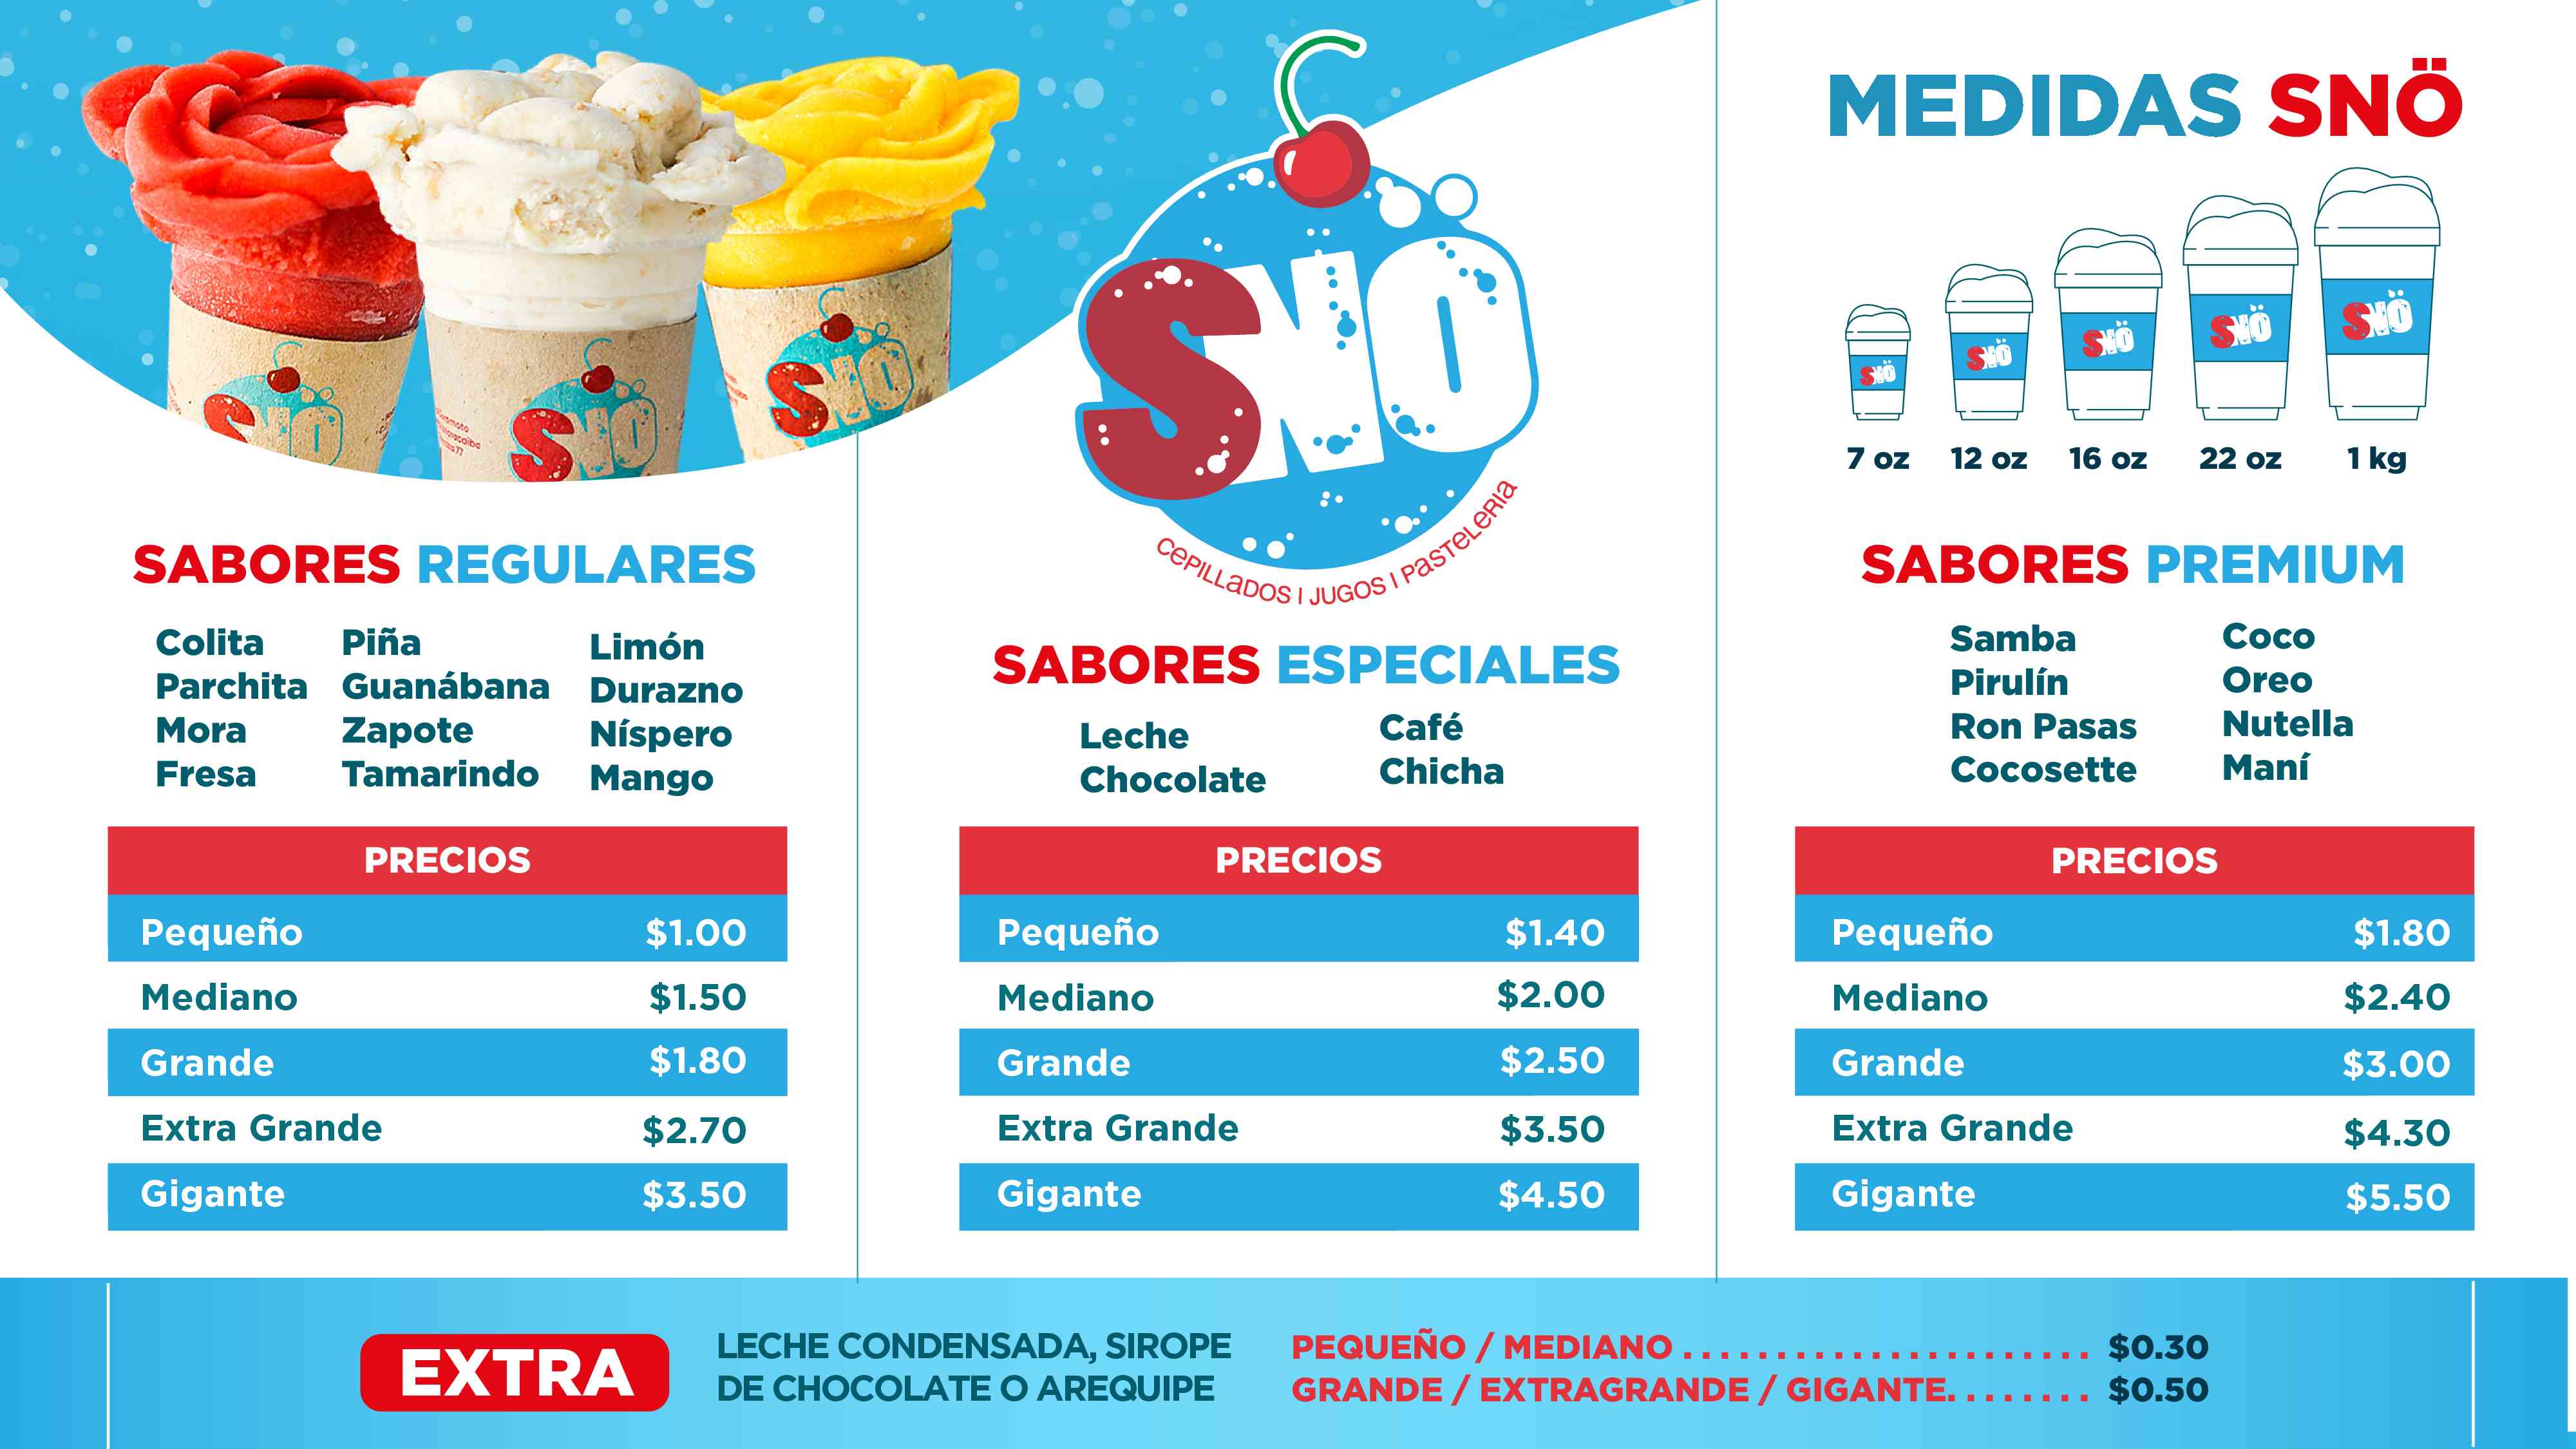 SNÖ
CEPILLADOS | JUGOS | PASTELERIA
MEDIDAS SNÖ
7 oz 12 oz 16 oz 22 oz 1 kg
SABORES REGULARES
Colita Piña Limón
Parchita Guanábana Durazno
Mora Zapote Níspero
Fresa Tamarindo Mango
PRECIOS
Pequeño $1.00
Mediano $1.50
Grande $1.80
Extra Grande $2.70
Gigante $3.50
SABORES ESPECIALES
Leche Café
Chocolate Chicha
PRECIOS
Pequeño $1.40
Mediano $2.00
Grande $2.50
Extra Grande $3.50
Gigante $4.50
SABORES PREMIUM
Samba Coco
Pirulín Oreo
Ron Pasas Nutella
Cocosette Maní
PRECIOS
Pequeño $1.80
Mediano $2.40
Grande $3.00
Extra Grande $4.30
Gigante $5.50
EXTRA
LECHE CONDENSADA, SIROPE
DE CHOCOLATE O AREQUIPE
PEQUEÑO / MEDIANO ...................... $0.30
GRANDE / EXTRAGRANDE / GIGANTE........ $0.50